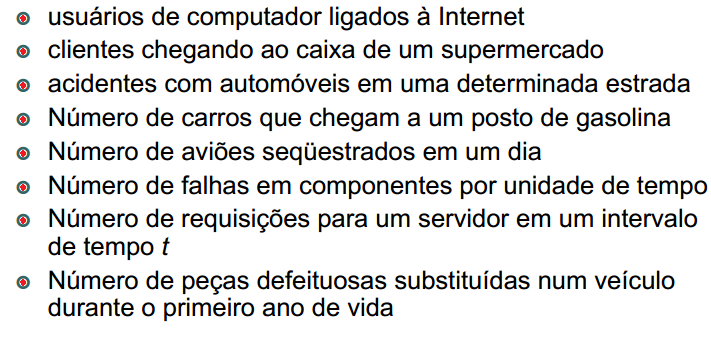 usuários de computador ligados à Internet
clientes chegando ao caixa de um supermercado
acidentes com automóveis em uma determinada estrada
Número de carros que chegam a um posto de gasolina
Número de aviões seqüestrados em um dia
Número de falhas em componentes por unidade de tempo
Número de requisições para um servidor em um intervalo
de tempo t
Número de peças defeituosas substituídas num veículo
durante o primeiro ano de vida